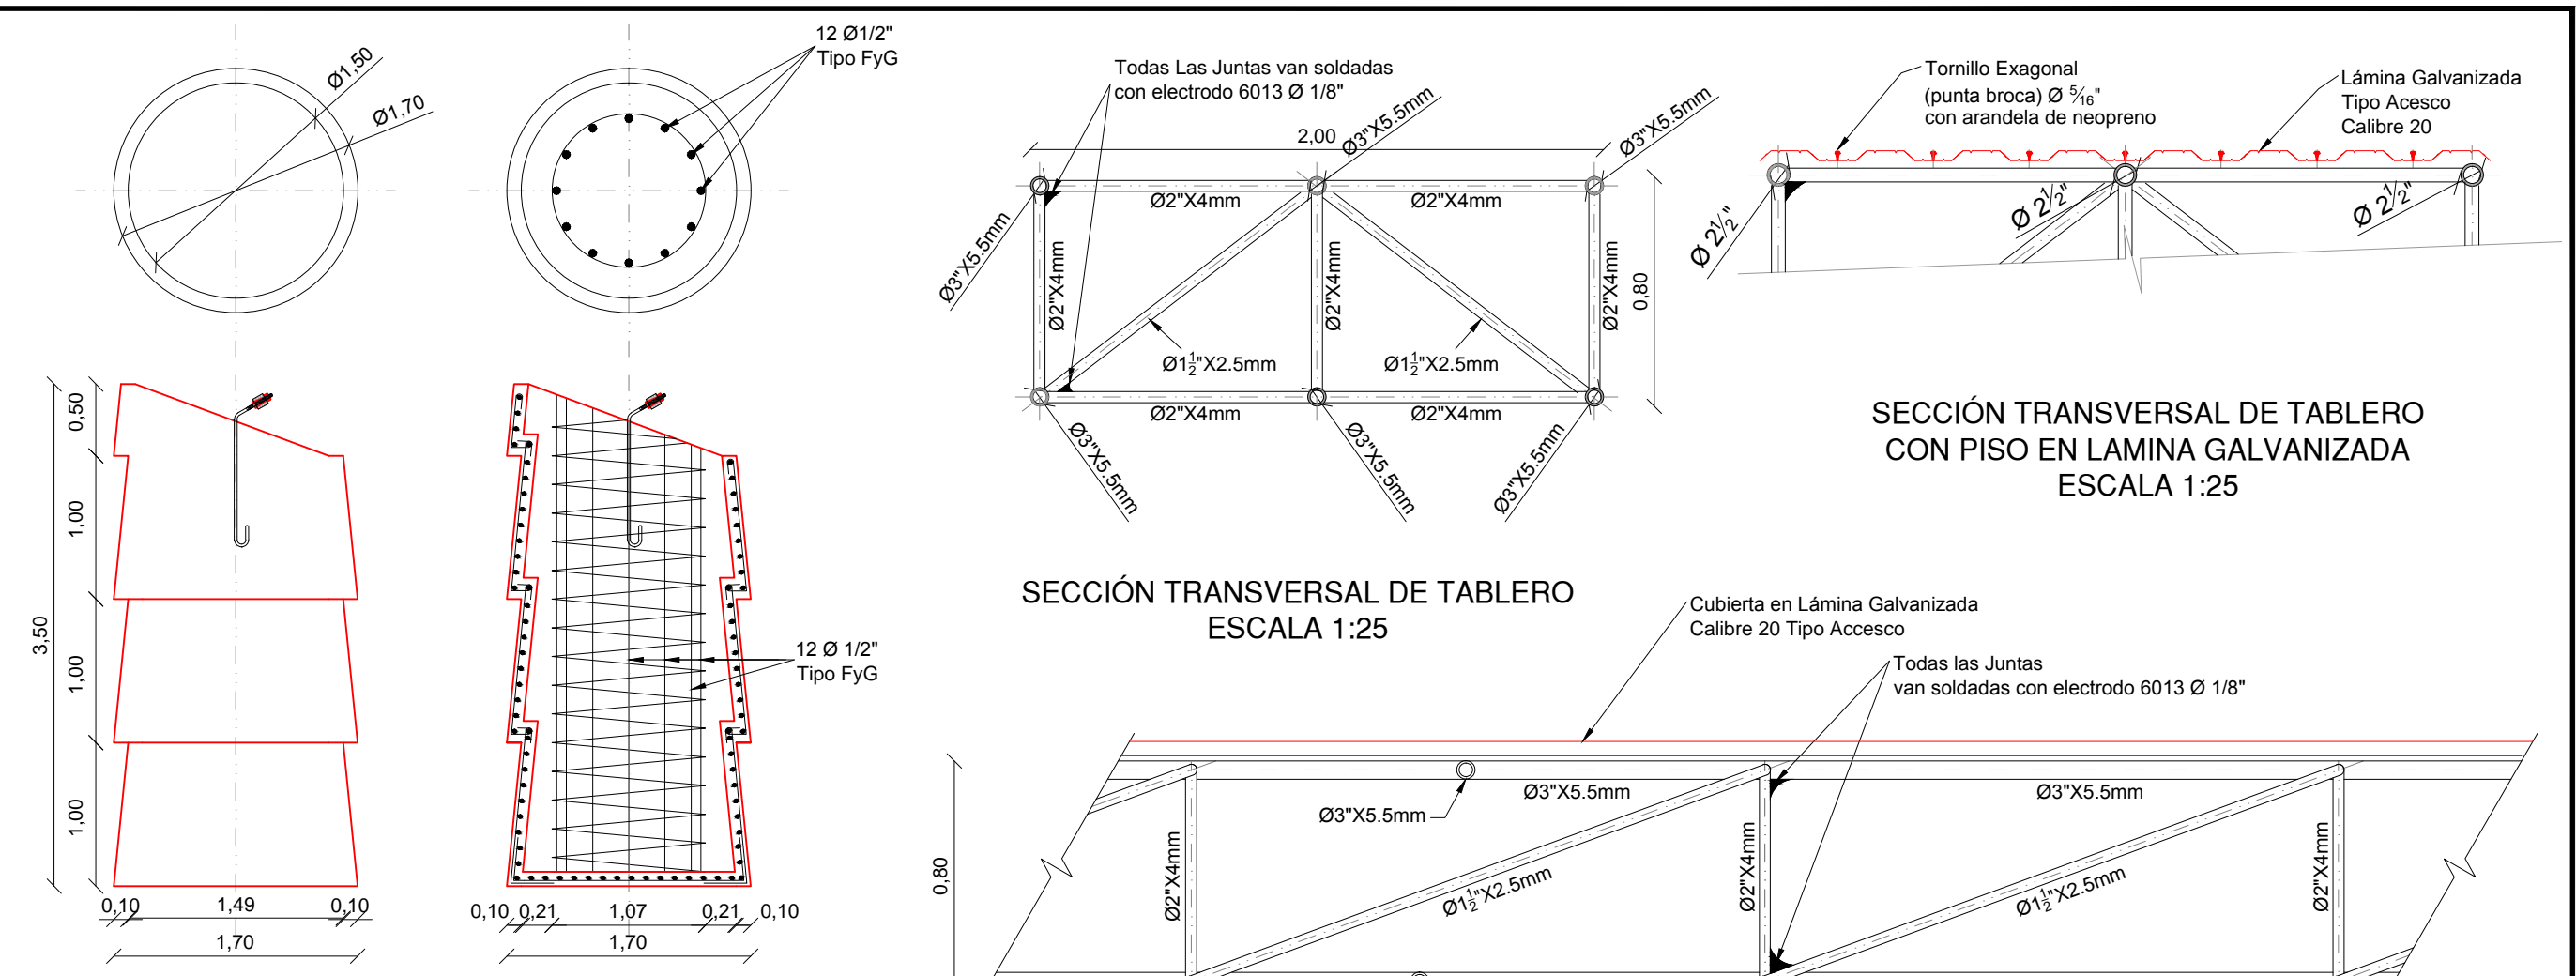 Ø1,50
Ø1,70
12 Ø1/2"
Tipo FyG
3,50
0,50
1,00
1,00
1,00
0,10
1,49
0,10
1,70
12 Ø 1/2"
Tipo FyG
0,10
0,21
1,07
0,21
0,10
1,70
Todas Las Juntas van soldadas
con electrodo 6013 Ø 1/8"
2,00
Ø3"X5.5mm
Ø3"X5.5mm
Ø3"X5.5mm
Ø2"X4mm
Ø2"X4mm
Ø2"X4mm
Ø2"X4mm
Ø2"X4mm
0,80
Ø1½"X2.5mm
Ø1½"X2.5mm
Ø2"X4mm
Ø2"X4mm
Ø3"X5.5mm
Ø3"X5.5mm
Ø3"X5.5mm
SECCIÓN TRANSVERSAL DE TABLERO
ESCALA 1:25
Tornillo Exagonal
(punta broca) Ø 5/16"
con arandela de neopreno
Lámina Galvanizada
Tipo Acesco
Calibre 20
Ø 2½"
Ø 2½"
Ø 2½"
SECCIÓN TRANSVERSAL DE TABLERO
CON PISO EN LAMINA GALVANIZADA
ESCALA 1:25
Cubierta en Lámina Galvanizada
Calibre 20 Tipo Accesco
Todas las Juntas
van soldadas con electrodo 6013 Ø 1/8"
Ø3"X5.5mm
Ø3"X5.5mm
Ø3"X5.5mm
0,80
Ø2"X4mm
Ø1½"X2.5mm
Ø2"X4mm
Ø1½"X2.5mm
Ø2"X4mm